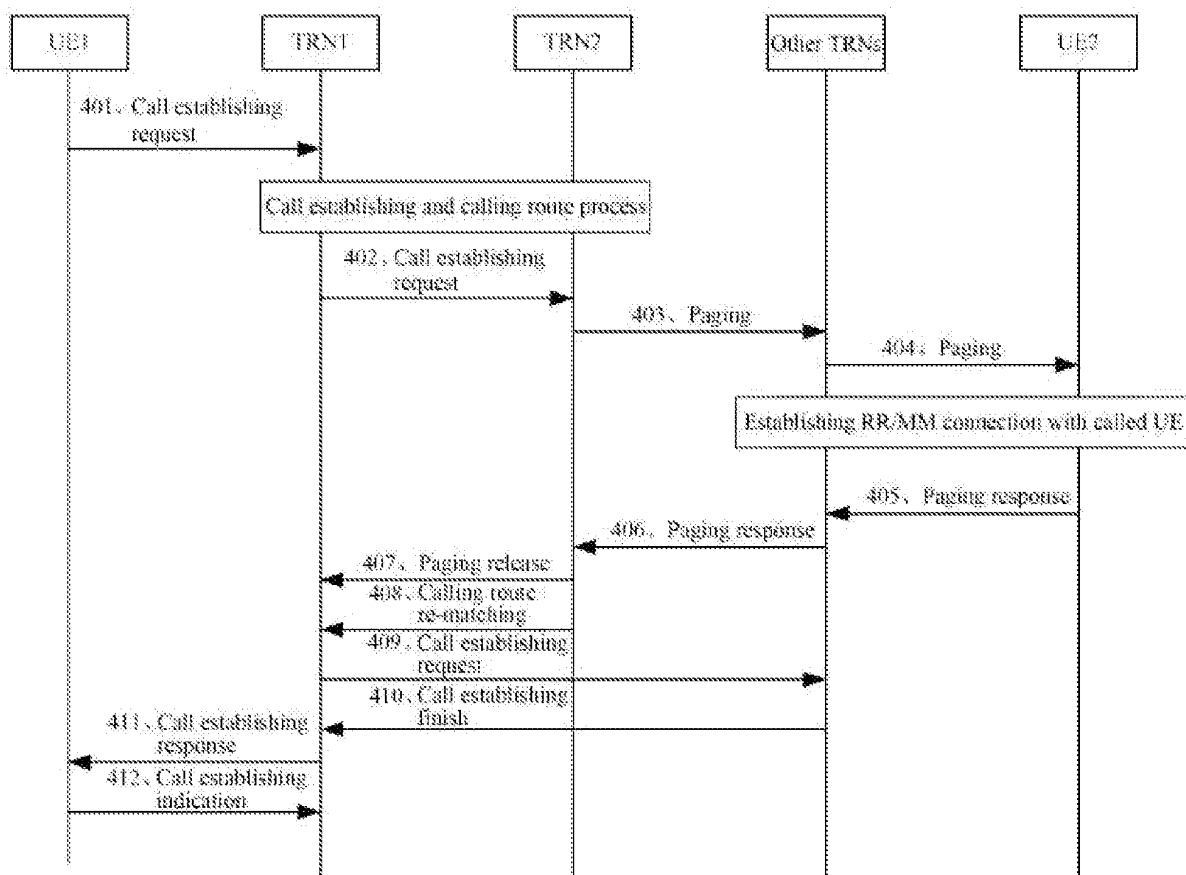 UE1
TRN1
TRN2
Other TRNs
UE2
401、Call establishing
request
Call establishing and calling route process
402、Call establishing
request
403、Paging
404、Paging
Establishing RR/MM connection with called UE
405、Paging response
406、Paging response
407、Paging release
408、Calling route
re-matching
409、Call establishing
request
410、Call establishing
finish
411、Call establishing
response
412、Call establishing
indication